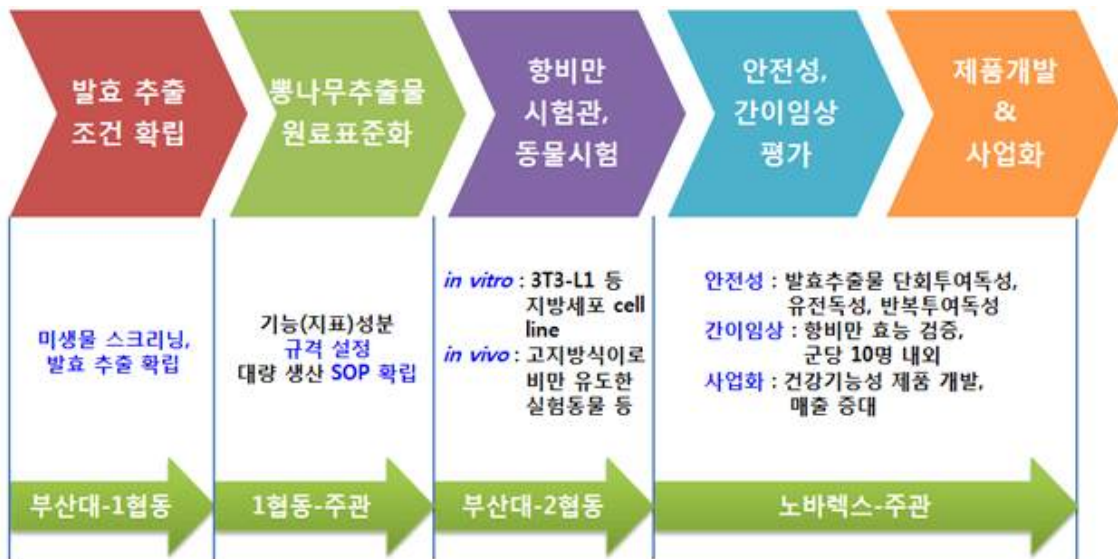 발효 추출
조건 확립
뽕나무추출물
원료표준화
항비만
시험관,
동물시험
안전성,
간이임상
평가
제품개발
&
사업화
미생물 스크리닝,
발효 추출 확립
기능(지표)성분
규격 설정
대량 생산 SOP 확립
in vitro : 3T3-L1 등
지방세포 cell
line
in vivo : 고지방식이로
비만 유도한
실험동물 등
안전성 : 발효추출물 단회투여독성,
유전독성, 반복투여독성
간이임상 : 항비만 효능 검증,
군당 10명 내외
사업화 : 건강기능성 제품 개발,
매출 증대
부산대-1협동
1협동-주관
부산대-2협동
노바렉스-주관